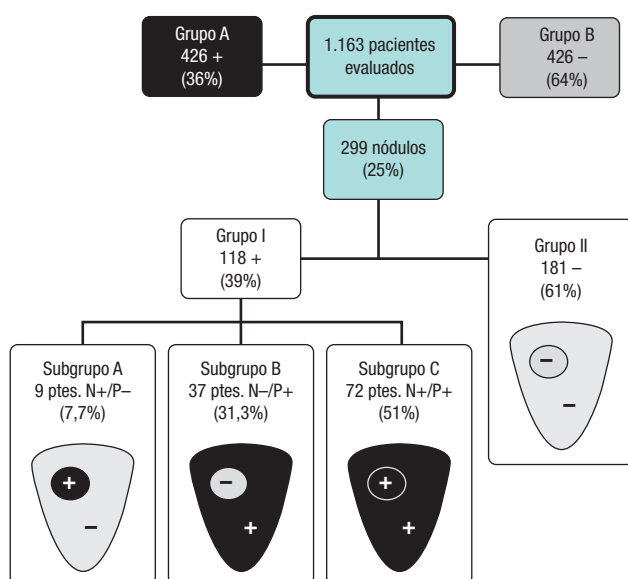 Grupo A
426 +
(36%)
1.163 pacientes
evaluados
Grupo B
426 –
(64%)
299 nódulos
(25%)
Grupo I
118 +
(39%)
Grupo II
181 –
(61%)
–
–
Subgrupo A
9 ptes. N+/P–
(7,7%)
+
–
Subgrupo B
37 ptes. N–/P+
(31,3%)
–
+
Subgrupo C
72 ptes. N+/P+
(51%)
+
+